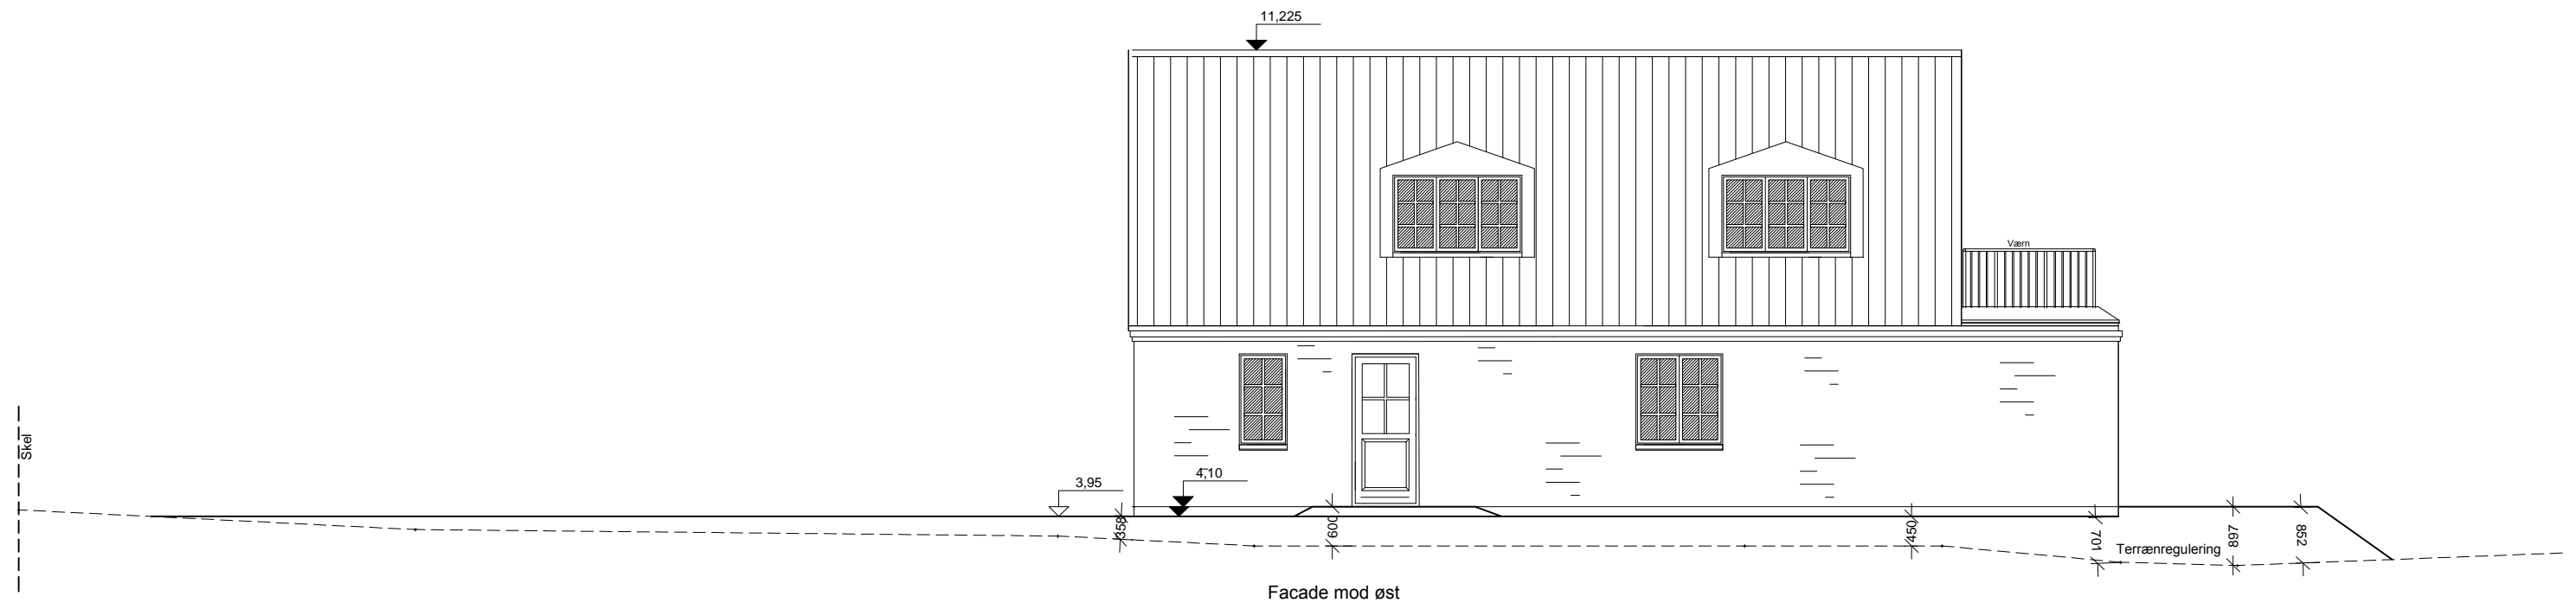 11,225
Værn
Skel
4,10
3,95
358
600
450
701
Terrænregulering
897
852
Facade mod øst